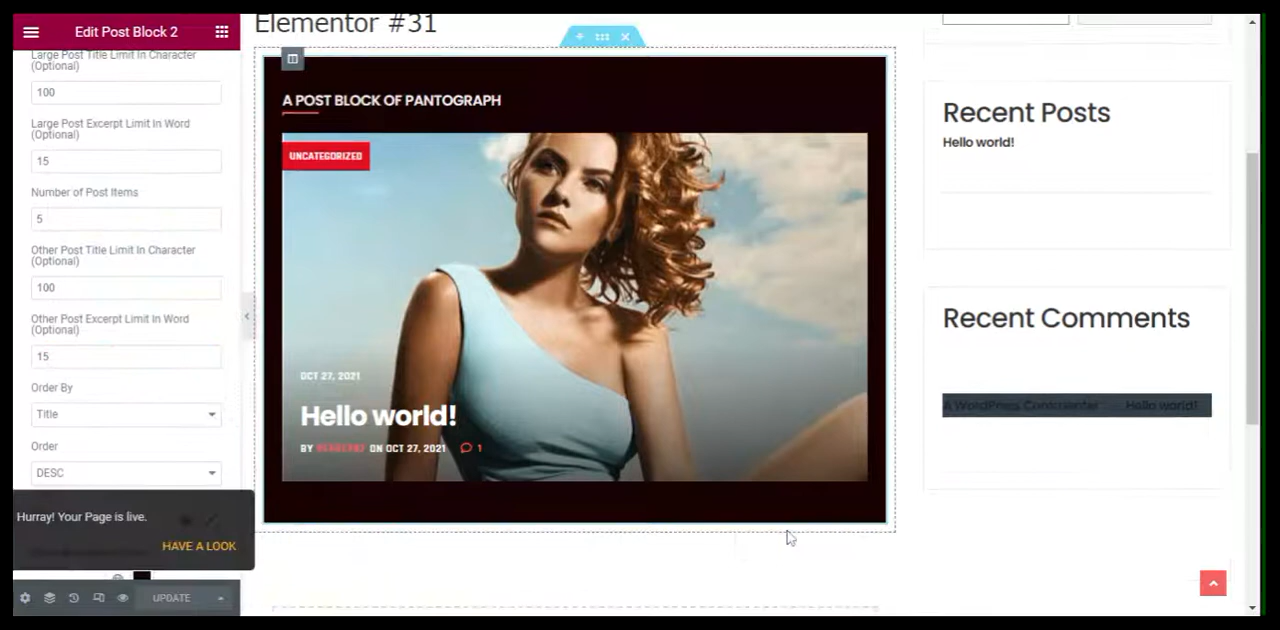 Edit Post Block 2
Large Post Title Limit In Character
(Optional)
100
Large Post Excerpt Limit In Word
(Optional)
15
Number of Post Items
5
Other Post Title Limit In Character
(Optional)
100
Other Post Excerpt Limit In Word
(Optional)
15
Order By
Title
Order
DESC
Hurray! Your Page is live.
HAVE A LOOK
UPDATE
Elementor #31
A POST BLOCK OF PANTOGRAPH
UNCATEGORIZED
OCT 27, 2021
Hello world!
BY ON OCT 27, 2021 1
Recent Posts
Hello world!
Recent Comments
A WordPress Commenter Hello world!